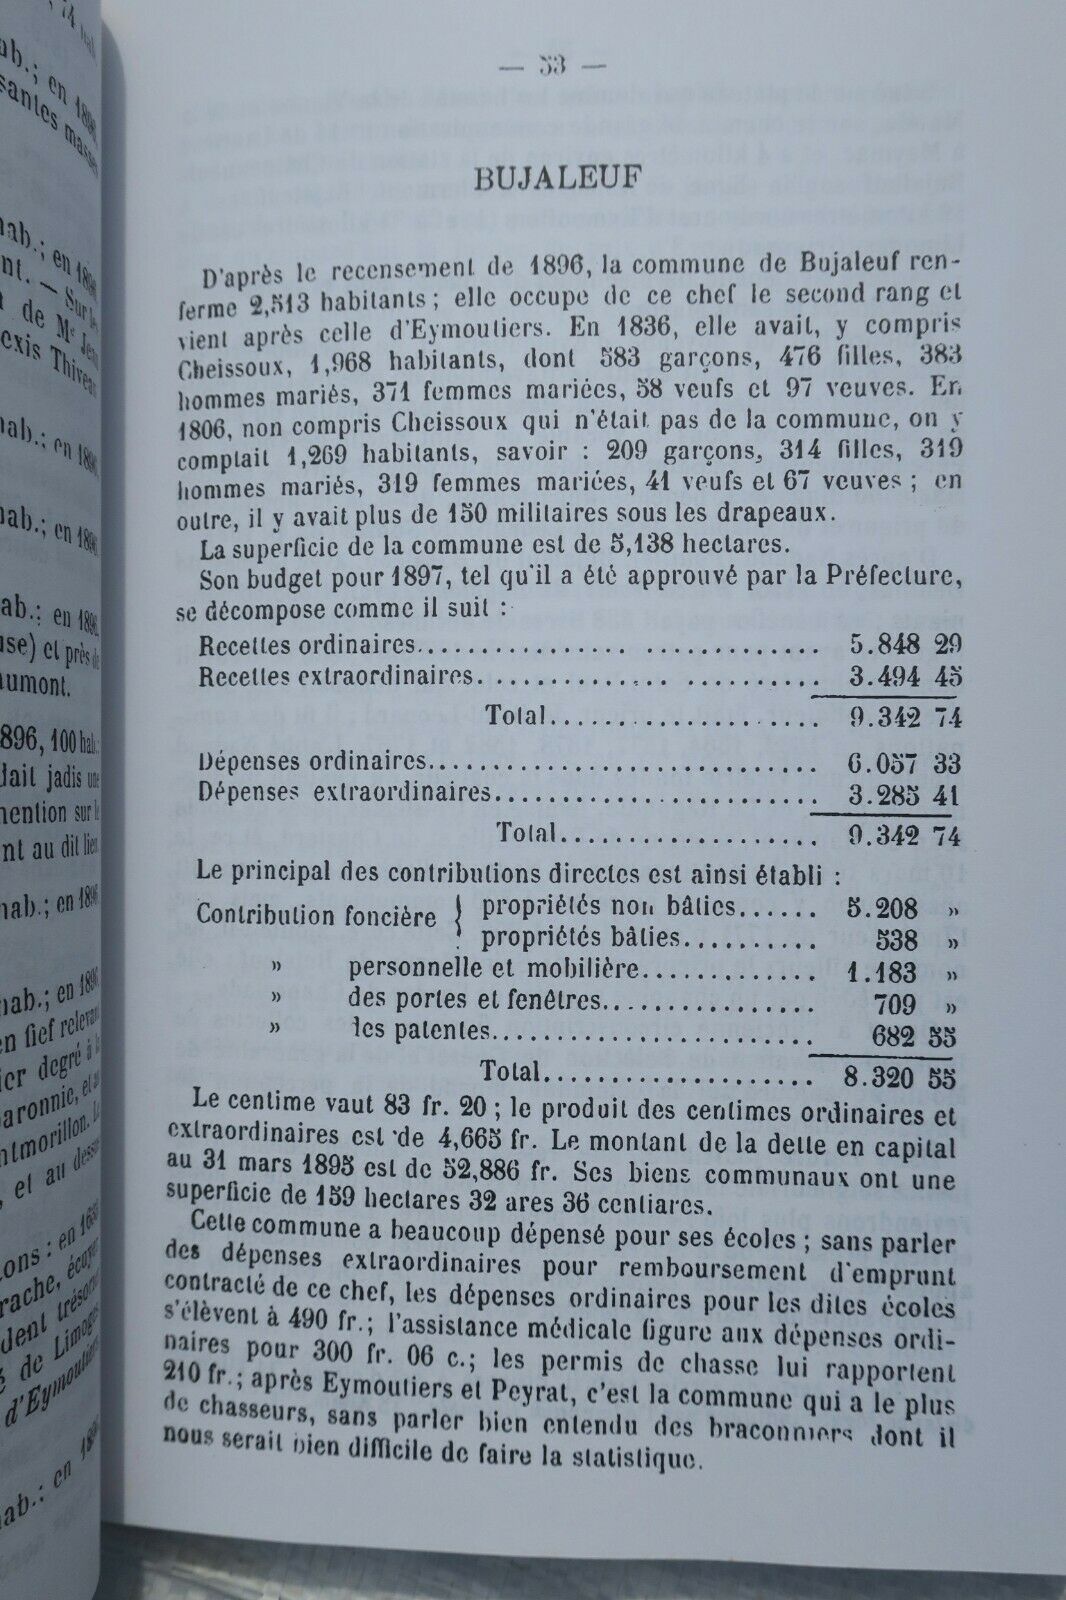 — 53 —
BUJALEUF
D'après le recensement de 1896, la commune de Bujaleuf ren-
ferme 2,513 habitants ; elle occupe de ce chef le second rang et
vient après celle d'Eymoutiers. En 1836, elle avait, y compris
Cheissoux, 1,968 habitants, dont 583 garçons, 476 filles, 383
hommes mariés, 371 femmes mariées, 58 veufs et 97 veuves. En
1806, non compris Cheissoux qui n'était pas de la commune, on y
comptait 1,269 habitants, savoir : 209 garçons, 314 filles, 319
hommes mariés, 319 femmes mariées, 41 veufs et 67 veuves ; en
outre, il y avait plus de 150 militaires sous les drapeaux.
La superficie de la commune est de 5,138 hectares.
Son budget pour 1897, tel qu'il a été approuvé par la Préfecture,
se décompose comme il suit :
Recettes ordinaires........................ 5.848 29
Recettes extraordinaires................... 3.494 45
Total.................... 9.342 74
Dépenses ordinaires........................ 6.057 33
Dépenses extraordinaires................... 3.285 41
Total.................... 9.342 74
Le principal des contributions directes est ainsi établi :
Contribution foncière { propriétés non bâties...... 5.208 »
propriétés bâties.......... 538 »
» personnelle et mobilière........... 1.183 »
» des portes et fenêtres............. 709 »
» des patentes....................... 682 55
Total.................... 8.320 55
Le centime vaut 83 fr. 20 ; le produit des centimes ordinaires et
extraordinaires est de 4,665 fr. Le montant de la dette en capital
au 31 mars 1895 est de 52,886 fr. Ses biens communaux ont une
superficie de 159 hectares 32 ares 36 centiares.
Cette commune a beaucoup dépensé pour ses écoles ; sans parler
des dépenses extraordinaires pour remboursement d'emprunt
contracté de ce chef, les dépenses ordinaires pour les dites écoles
s'élèvent à 490 fr.; l'assistance médicale figure aux dépenses ordi-
naires pour 300 fr. 06 c.; les permis de chasse lui rapportent
210 fr.; après Eymoutiers et Peyrat, c'est la commune qui a le plus
de chasseurs, sans parler bien entendu des braconniers dont il
nous serait bien difficile de faire la statistique.